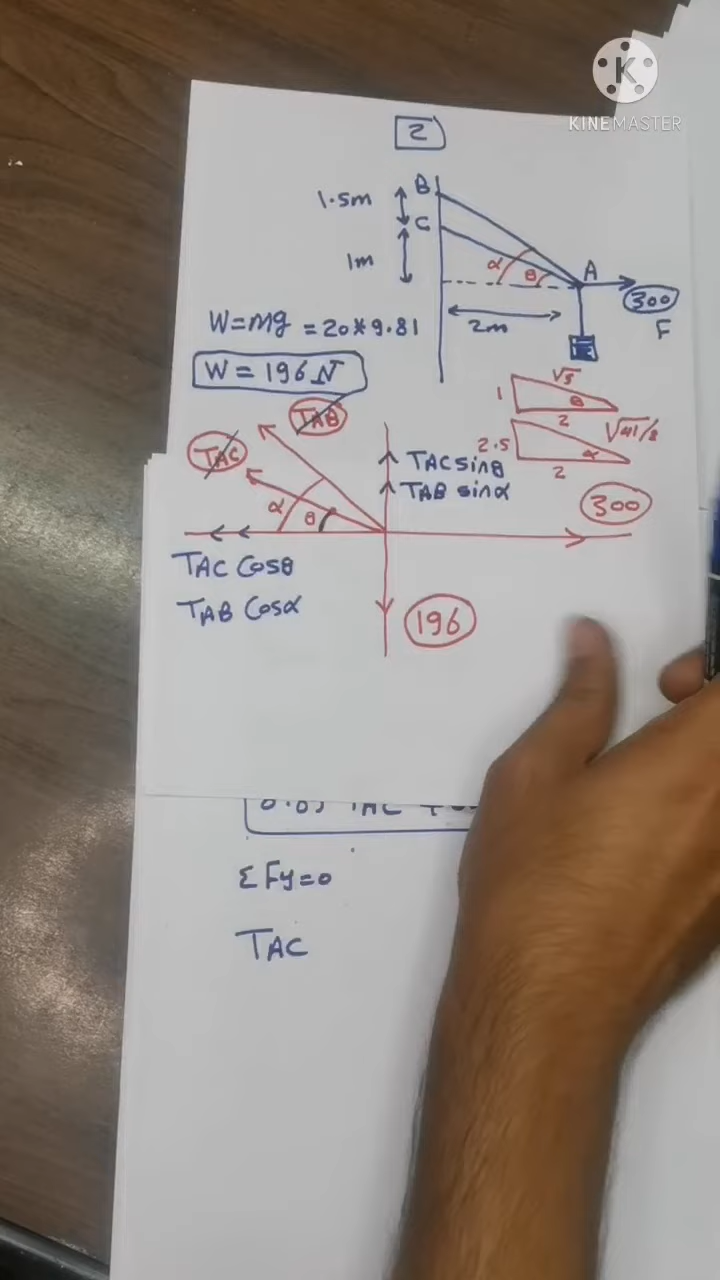 K
KINEMASTER
2
B
1.5m
C
1m
α
θ
A
300
F
2m
W=mg = 20*9.81
W = 196 N
1
√5
θ
2
2.5
√41/2
α
2
TAB
TAC
TAC sinθ
TAB sinα
α
θ
300
TAC Cosθ
TAB Cosα
196
TAC +
ΣFy=0
TAC